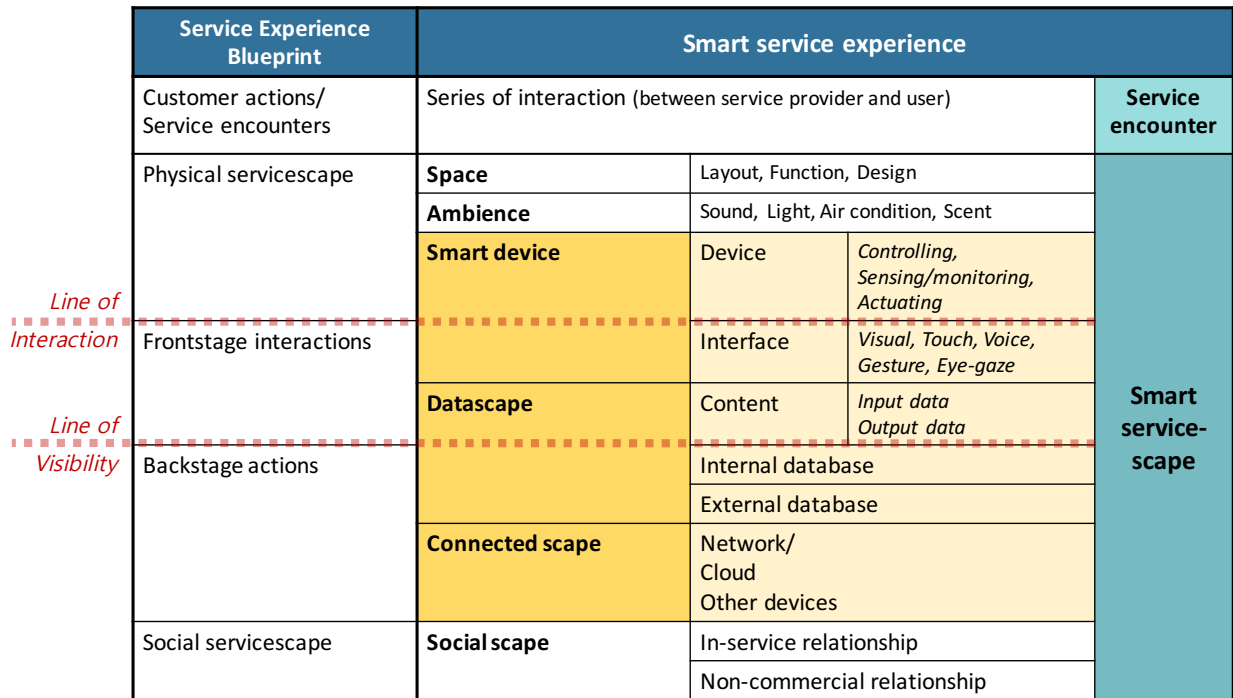 Service Experience
Blueprint
Smart service experience
Customer actions/
Service encounters
Series of interaction (between service provider and user)
Service
encounter
Physical servicescape
Space
Layout, Function, Design
Ambience
Sound, Light, Air condition, Scent
Smart device
Device
Controlling,
Sensing/monitoring,
Actuating
Line of
Interaction
Frontstage interactions
Interface
Visual, Touch, Voice,
Gesture, Eye-gaze
Datascape
Content
Input data
Output data
Smart
service-
scape
Line of
Visibility
Backstage actions
Internal database
External database
Connected scape
Network/
Cloud
Other devices
Social servicescape
Social scape
In-service relationship
Non-commercial relationship